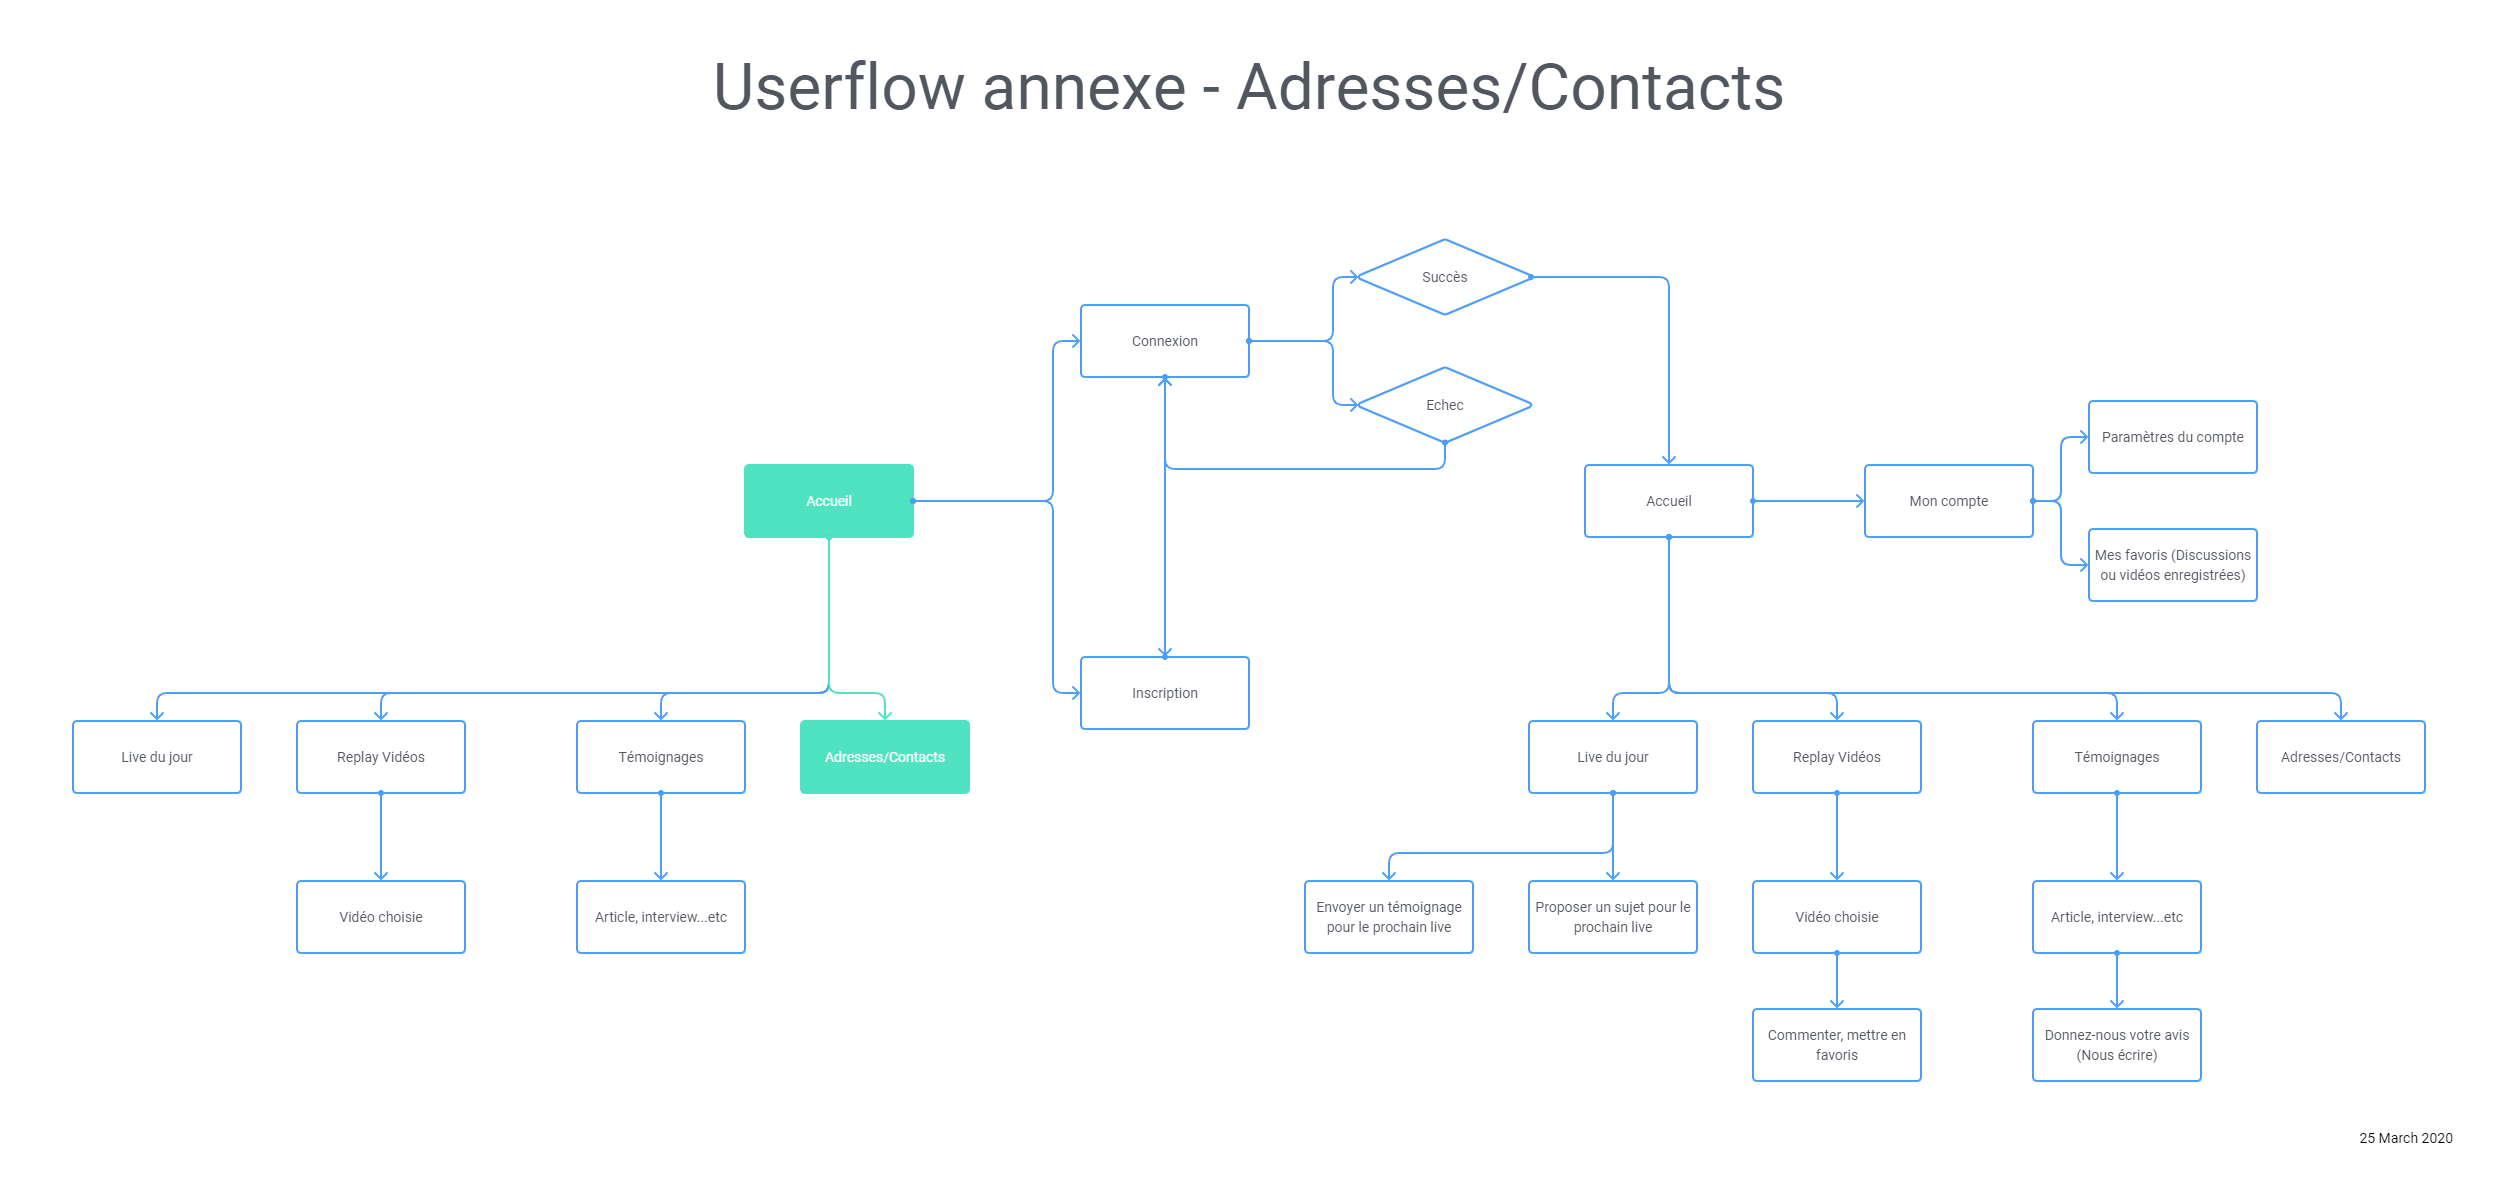 Userflow annexe - Adresses/Contacts
Succès
Connexion
Echec
Paramètres du compte
Accueil
Accueil
Mon compte
Mes favoris (Discussions
ou vidéos enregistrées)
Inscription
Live du jour
Replay Vidéos
Témoignages
Adresses/Contacts
Live du jour
Replay Vidéos
Témoignages
Adresses/Contacts
Vidéo choisie
Article, interview...etc
Envoyer un témoignage
pour le prochain live
Proposer un sujet pour le
prochain live
Vidéo choisie
Article, interview...etc
Commenter, mettre en
favoris
Donnez-nous votre avis
(Nous écrire)
25 March 2020